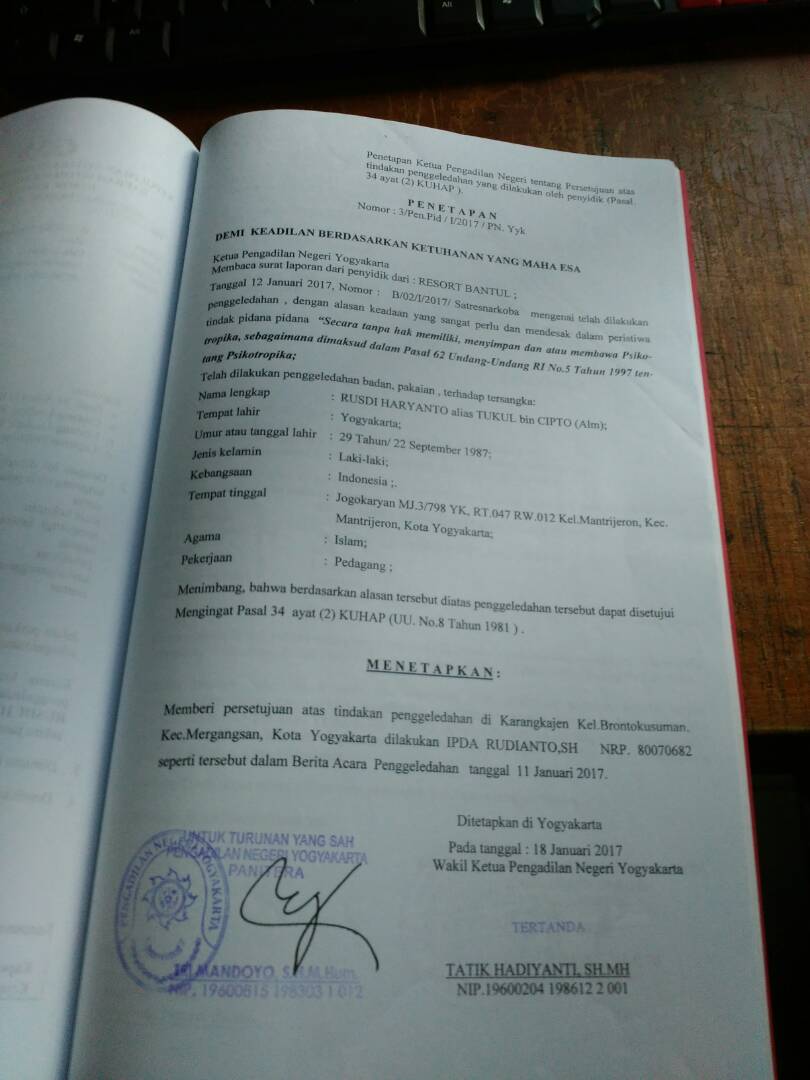 Penetapan Ketua Pengadilan Negeri tentang Persetujuan atas
tindakan penggeledahan yang dilakukan oleh penyidik (Pasal.
34 ayat (2) KUHAP ).
P E N E T A P A N
Nomor : 3/Pen.Pid / I/2017 / PN. Yyk
DEMI KEADILAN BERDASARKAN KETUHANAN YANG MAHA ESA
Ketua Pengadilan Negeri Yogyakarta
Membaca surat laporan dari penyidik dari : RESORT BANTUL ;
Tanggal 12 Januari 2017, Nomor : B/02/I/2017/ Satresnarkoba mengenai telah dilakukan
penggeledahan , dengan alasan keadaan yang sangat perlu dan mendesak dalam peristiwa
tindak pidana pidana "Secara tanpa hak memiliki, menyimpan dan atau membawa Psiko-
tropika, sebagaimana dimaksud dalam Pasal 62 Undang-Undang RI No.5 Tahun 1997 ten-
tang Psikotropika;
Telah dilakukan penggeledahan badan, pakaian , terhadap tersangka:
Nama lengkap : RUSDI HARYANTO alias TUKUL bin CIPTO (Alm);
Tempat lahir : Yogyakarta;
Umur atau tanggal lahir : 29 Tahun/ 22 September 1987;
Jenis kelamin : Laki-laki;
Kebangsaan : Indonesia ;.
Tempat tinggal : Jogokaryan MJ.3/798 YK, RT.047 RW.012 Kel.Mantrijeron, Kec.
Mantrijeron, Kota Yogyakarta;
Agama : Islam;
Pekerjaan : Pedagang ;
Menimbang, bahwa berdasarkan alasan tersebut diatas penggeledahan tersebut dapat disetujui
Mengingat Pasal 34 ayat (2) KUHAP (UU. No.8 Tahun 1981 ) .
M E N E T A P K A N :
Memberi persetujuan atas tindakan penggeledahan di Karangkajen Kel.Brontokusuman.
Kec.Mergangsan, Kota Yogyakarta dilakukan IPDA RUDIANTO,SH NRP. 80070682
seperti tersebut dalam Berita Acara Penggeledahan tanggal 11 Januari 2017.
Ditetapkan di Yogyakarta
Pada tanggal : 18 Januari 2017
Wakil Ketua Pengadilan Negeri Yogyakarta
TERTANDA
TATIK HADIYANTI, SH.MH
NIP.19600204 198612 2 001
UNTUK TURUNAN YANG SAH
PENGADILAN NEGERI YOGYAKARTA
PANITERA
PENGADILAN NEGERI YOGYAKARTA
MANDOYO, S.H.M.Hum.
NIP. 19600815 198303 1 012